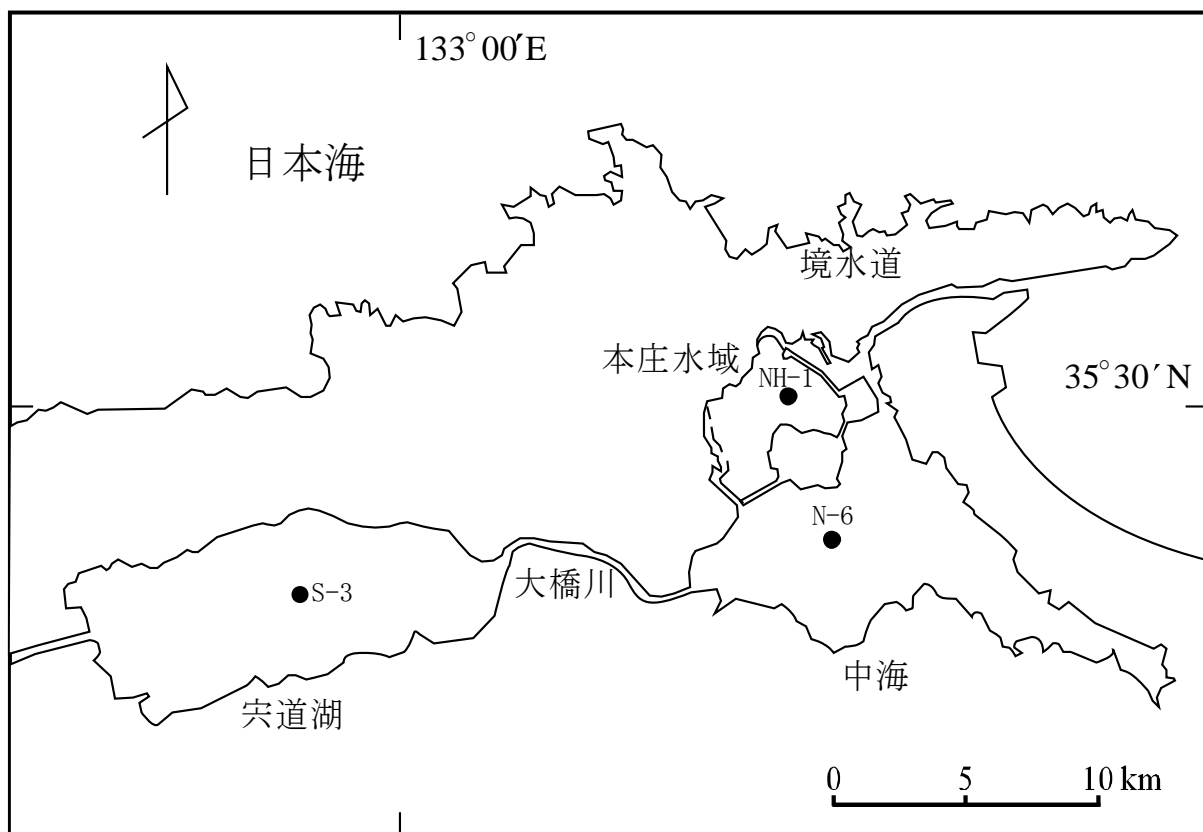 133°00′E
日本海
境水道
本庄水域
NH-1
35°30′N
N-6
S-3
大橋川
中海
宍道湖
0 5 10 km